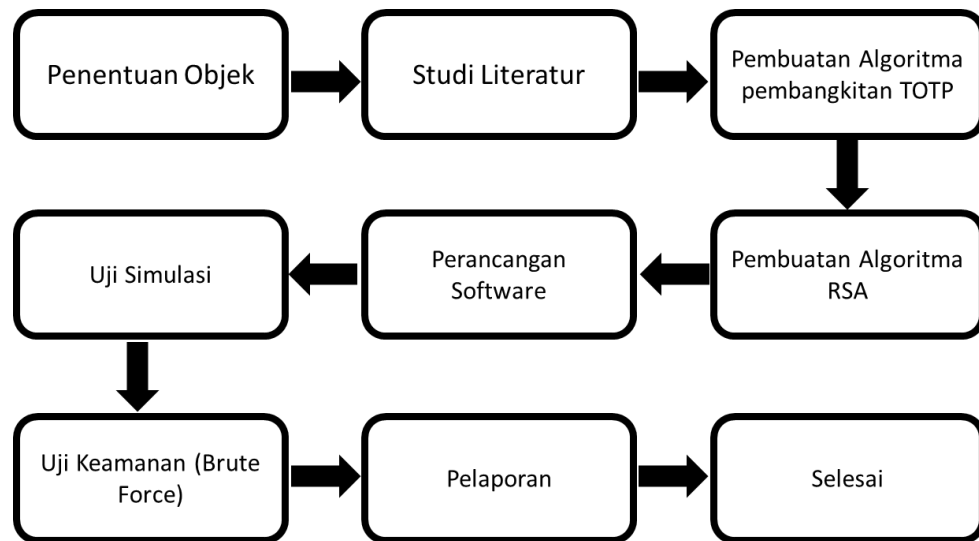 Penentuan Objek
Studi Literatur
Pembuatan Algoritma
pembangkitan TOTP
Pembuatan Algoritma
RSA
Perancangan
Software
Uji Simulasi
Uji Keamanan (Brute
Force)
Pelaporan
Selesai